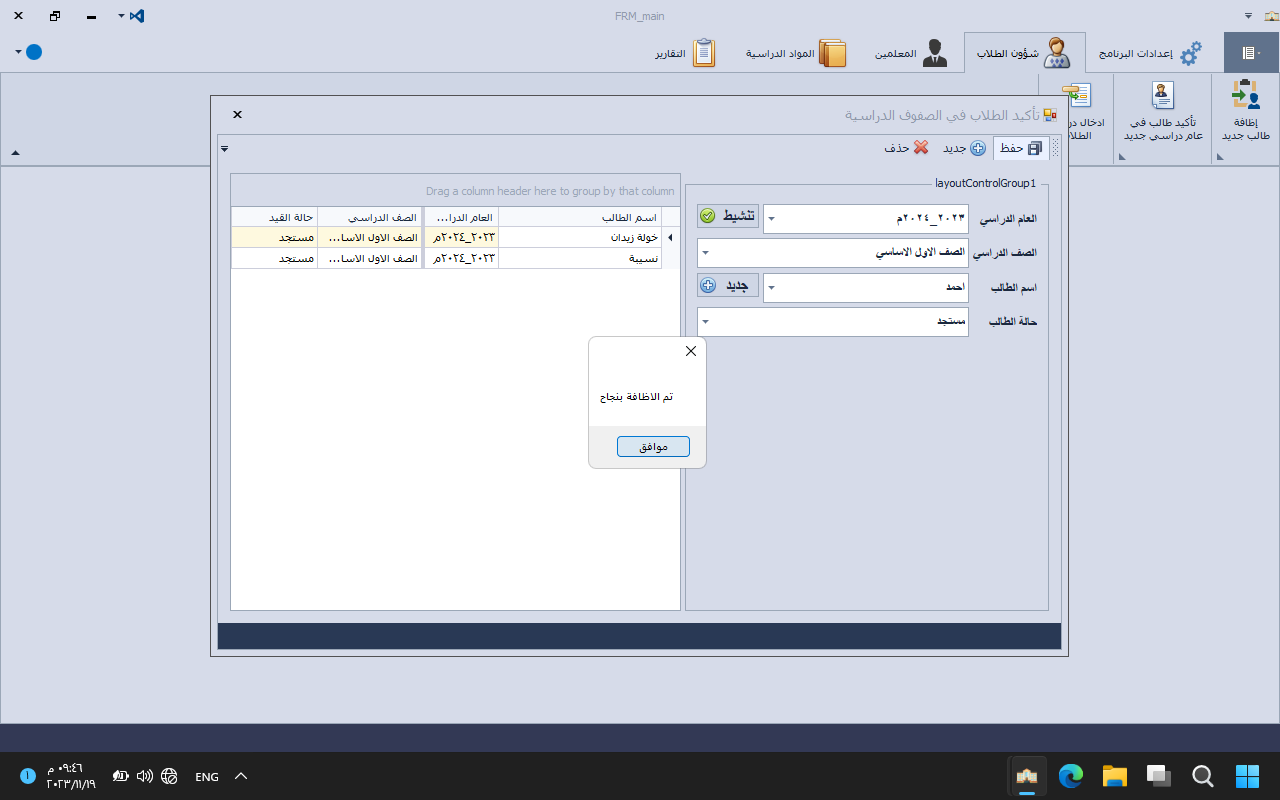 FRM_main
إعدادات البرنامج
شؤون الطلاب
المعلمين
المواد الدراسية
التقارير
إظافة
طالب جديد
تأكيد طالب في
عام دراسي جديد
ادخال در
الطلا
تأكيد الطلاب في الصفوف الدراسية
حفظ
جديد
حذف
layoutControlGroup1
العام الدراسي
٢٠٢٣_٢٠٢٤م
تنشيط
الصف الدراسي
الصف الاول الاساسي
اسم الطالب
احمد
جديد
حالة الطالب
مستجد
Drag a column header here to group by that column
اسم الطالب
العام الدرا...
الصف الدراسي
حالة القيد
خولة زيدان
٢٠٢٣_٢٠٢٤م
الصف الاول الاسا...
مستجد
نسيبة
٢٠٢٣_٢٠٢٤م
الصف الاول الاسا...
مستجد
تم الاظافة بنجاح
موافق
٠٩:٤٦ م
٢٠٢٣/١١/١٩
ENG
١